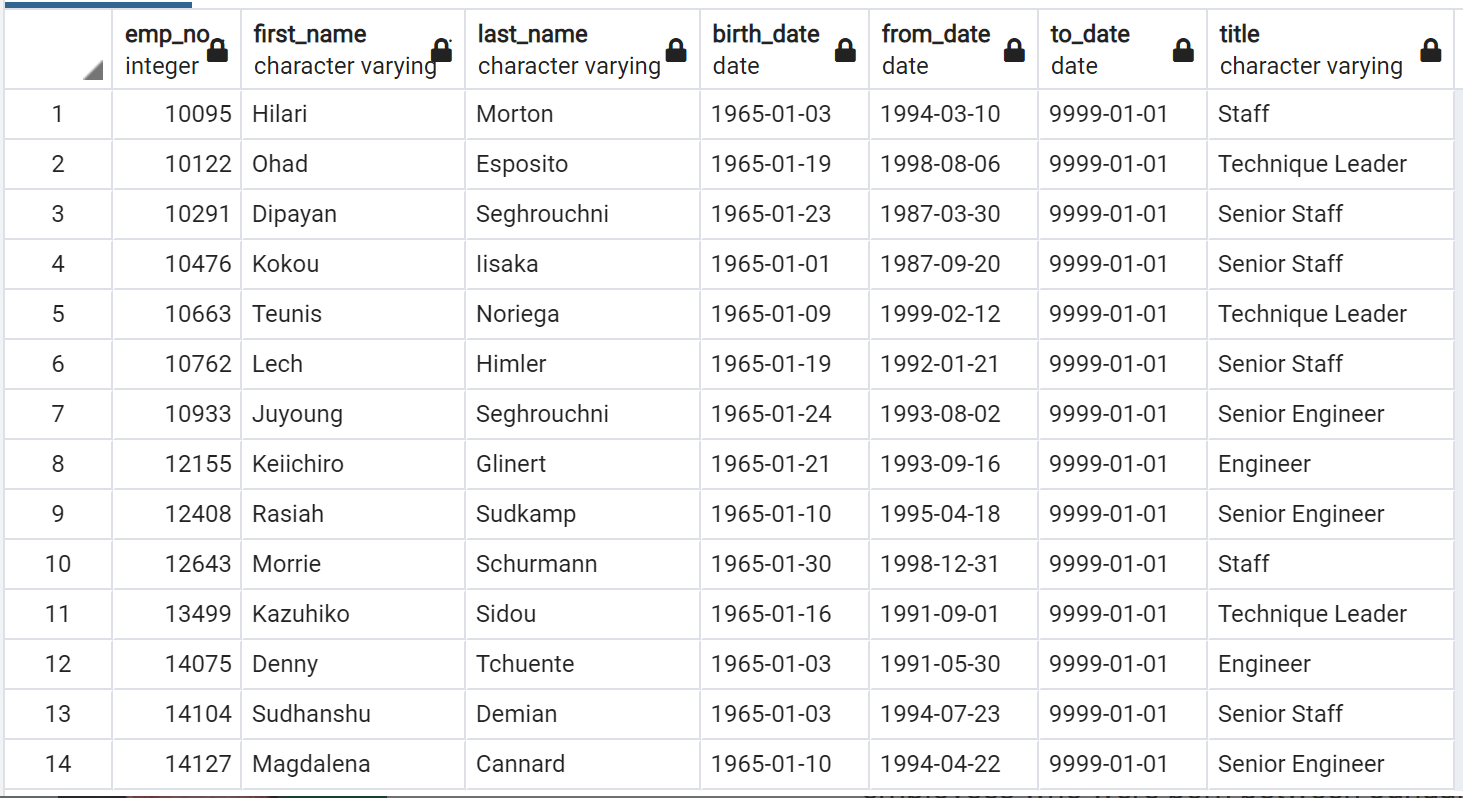 emp_no first_name last_name birth_date from_date to_date title
integer character varying character varying date date date character varying
1 10095 Hilari Morton 1965-01-03 1994-03-10 9999-01-01 Staff
2 10122 Ohad Esposito 1965-01-19 1998-08-06 9999-01-01 Technique Leader
3 10291 Dipayan Seghrouchni 1965-01-23 1987-03-30 9999-01-01 Senior Staff
4 10476 Kokou Iisaka 1965-01-01 1987-09-20 9999-01-01 Senior Staff
5 10663 Teunis Noriega 1965-01-09 1999-02-12 9999-01-01 Technique Leader
6 10762 Lech Himler 1965-01-19 1992-01-21 9999-01-01 Senior Staff
7 10933 Juyoung Seghrouchni 1965-01-24 1993-08-02 9999-01-01 Senior Engineer
8 12155 Keiichiro Glinert 1965-01-21 1993-09-16 9999-01-01 Engineer
9 12408 Rasiah Sudkamp 1965-01-10 1995-04-18 9999-01-01 Senior Engineer
10 12643 Morrie Schurmann 1965-01-30 1998-12-31 9999-01-01 Staff
11 13499 Kazuhiko Sidou 1965-01-16 1991-09-01 9999-01-01 Technique Leader
12 14075 Denny Tchuente 1965-01-03 1991-05-30 9999-01-01 Engineer
13 14104 Sudhanshu Demian 1965-01-03 1994-07-23 9999-01-01 Senior Staff
14 14127 Magdalena Cannard 1965-01-10 1994-04-22 9999-01-01 Senior Engineer